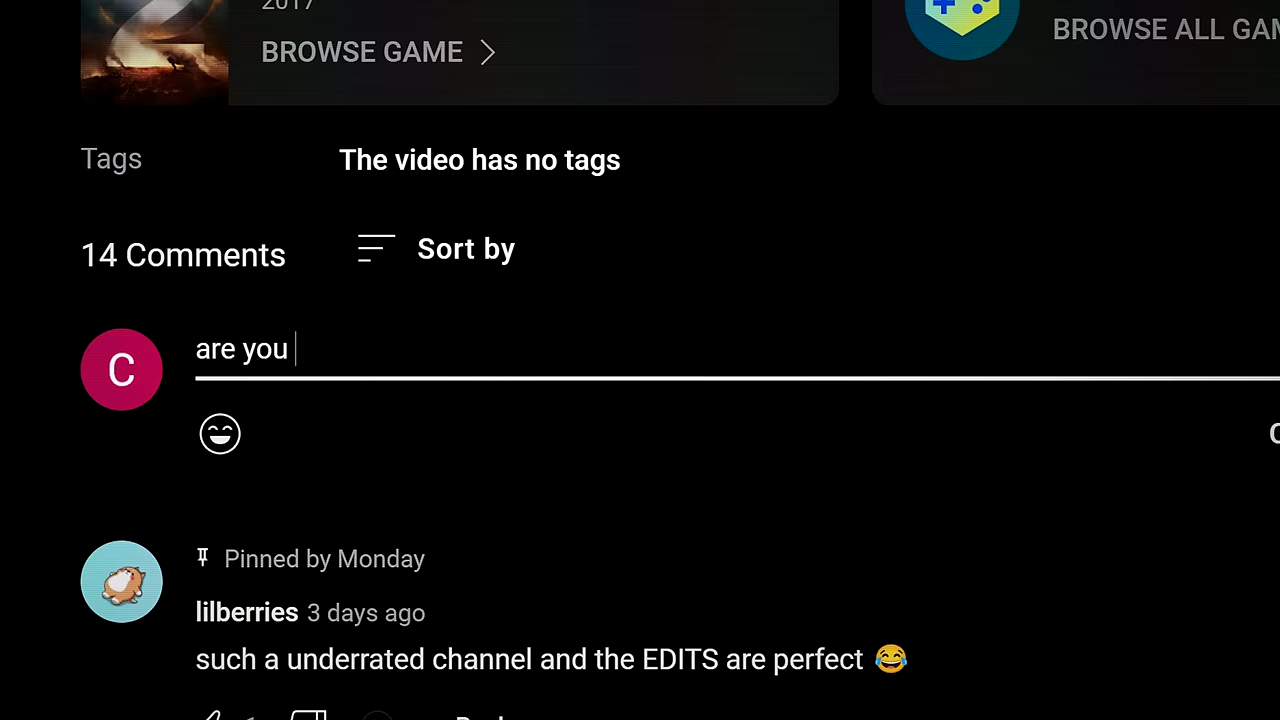 2017
BROWSE GAME
BROWSE ALL
Tags
The video has no tags
14 Comments
Sort by
C
are you
Pinned by Monday
lilberries 3 days ago
such a underrated channel and the EDITS are perfect 😂